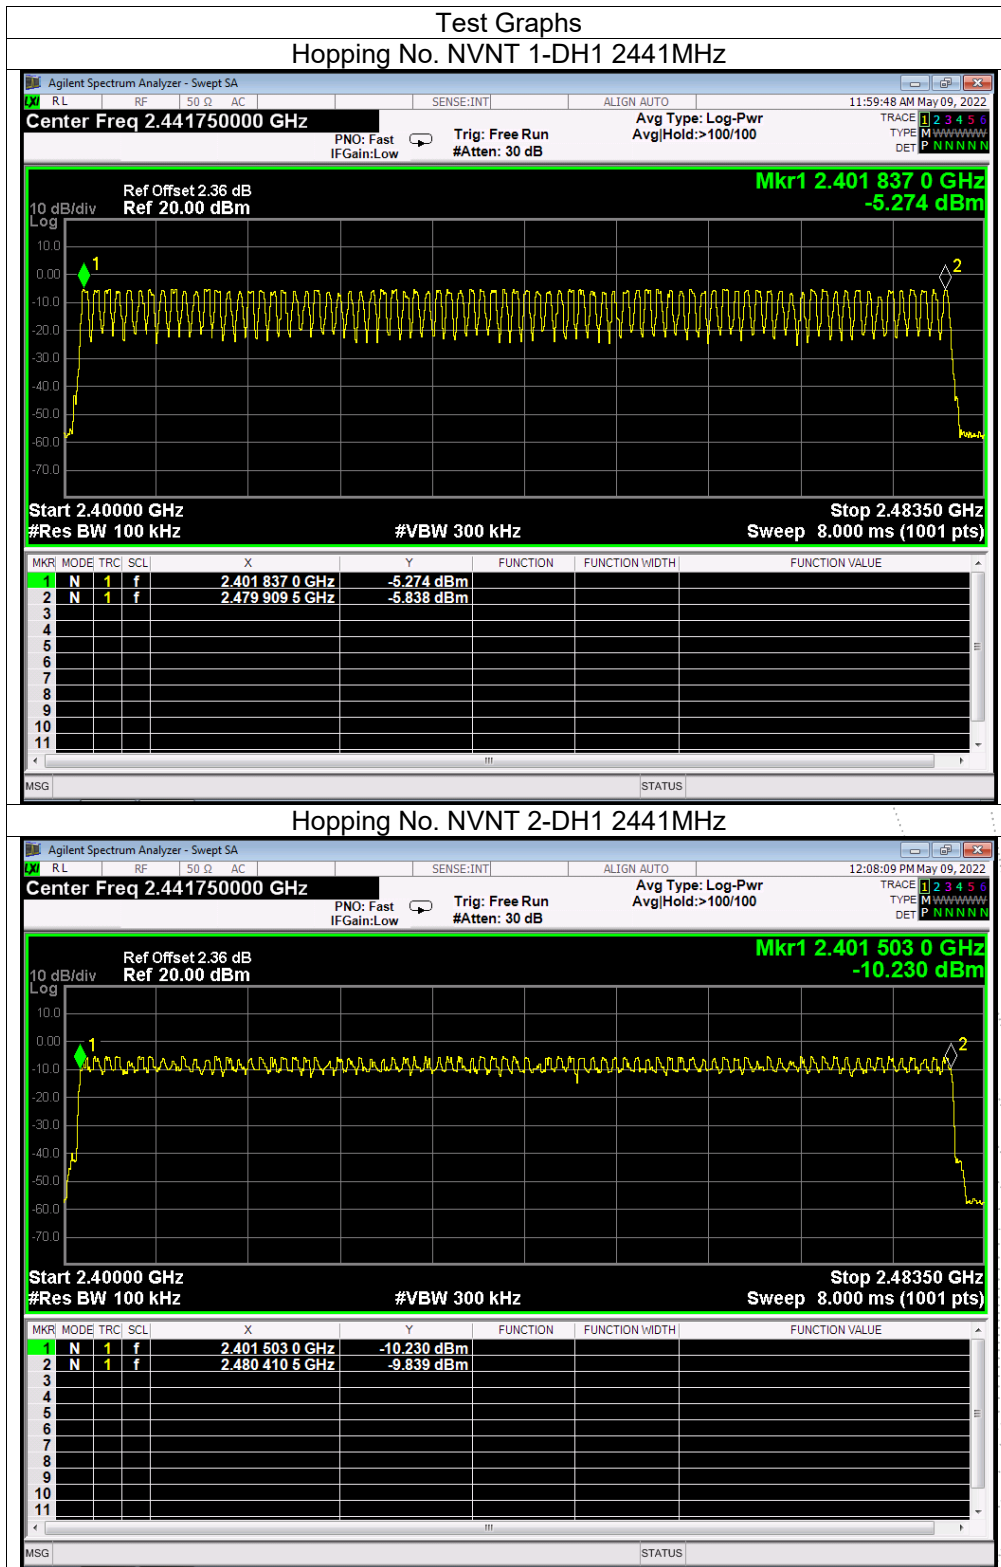 Test Graphs
Hopping No. NVNT 1-DH1 2441MHz
Agilent Spectrum Analyzer - Swept SA
LXI RL RF 50 Ω AC SENSE:INT ALIGN AUTO 11:59:48 AM May 09, 2022
Center Freq 2.441750000 GHz Avg Type: Log-Pwr TRACE 1 2 3 4 5 6
PNO: Fast Trig: Free Run Avg|Hold:>100/100 TYPE M WWWWW
IFGain:Low #Atten: 30 dB DET P N N N N N
Mkr1 2.401 837 0 GHz
Ref Offset 2.36 dB
10 dB/div Ref 20.00 dBm -5.274 dBm
Log
10.0
1 2
0.00
-10.0
-20.0
-30.0
-40.0
-50.0
-60.0
-70.0
Start 2.40000 GHz Stop 2.48350 GHz
#Res BW 100 kHz #VBW 300 kHz Sweep 8.000 ms (1001 pts)
MKR MODE TRC SCL X Y FUNCTION FUNCTION WIDTH FUNCTION VALUE
1 N 1 f 2.401 837 0 GHz -5.274 dBm
2 N 1 f 2.479 909 5 GHz -5.838 dBm
3
4
5
6
7
8
9
10
11
MSG STATUS
Hopping No. NVNT 2-DH1 2441MHz
Agilent Spectrum Analyzer - Swept SA
LXI RL RF 50 Ω AC SENSE:INT ALIGN AUTO 12:08:09 PM May 09, 2022
Center Freq 2.441750000 GHz Avg Type: Log-Pwr TRACE 1 2 3 4 5 6
PNO: Fast Trig: Free Run Avg|Hold:>100/100 TYPE M WWWWW
IFGain:Low #Atten: 30 dB DET P N N N N N
Mkr1 2.401 503 0 GHz
Ref Offset 2.36 dB
10 dB/div Ref 20.00 dBm -10.230 dBm
Log
10.0
0.00
1 2
-10.0
-20.0
-30.0
-40.0
-50.0
-60.0
-70.0
Start 2.40000 GHz Stop 2.48350 GHz
#Res BW 100 kHz #VBW 300 kHz Sweep 8.000 ms (1001 pts)
MKR MODE TRC SCL X Y FUNCTION FUNCTION WIDTH FUNCTION VALUE
1 N 1 f 2.401 503 0 GHz -10.230 dBm
2 N 1 f 2.480 410 5 GHz -9.839 dBm
3
4
5
6
7
8
9
10
11
MSG STATUS